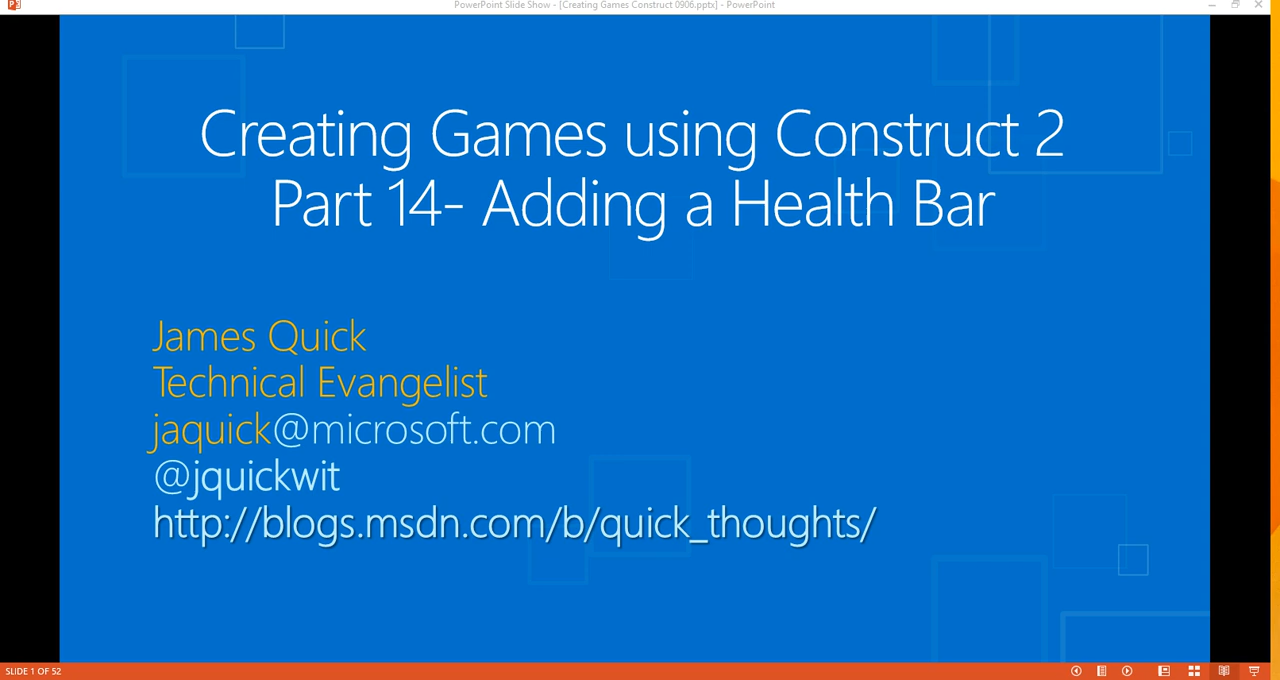 PowerPoint Slide Show - [Creating Games Construct 0906.pptx] - PowerPoint
Creating Games using Construct 2
Part 14- Adding a Health Bar
James Quick
Technical Evangelist
jaquick@microsoft.com
@jquickwit
http://blogs.msdn.com/b/quick_thoughts/
SLIDE 1 OF 52